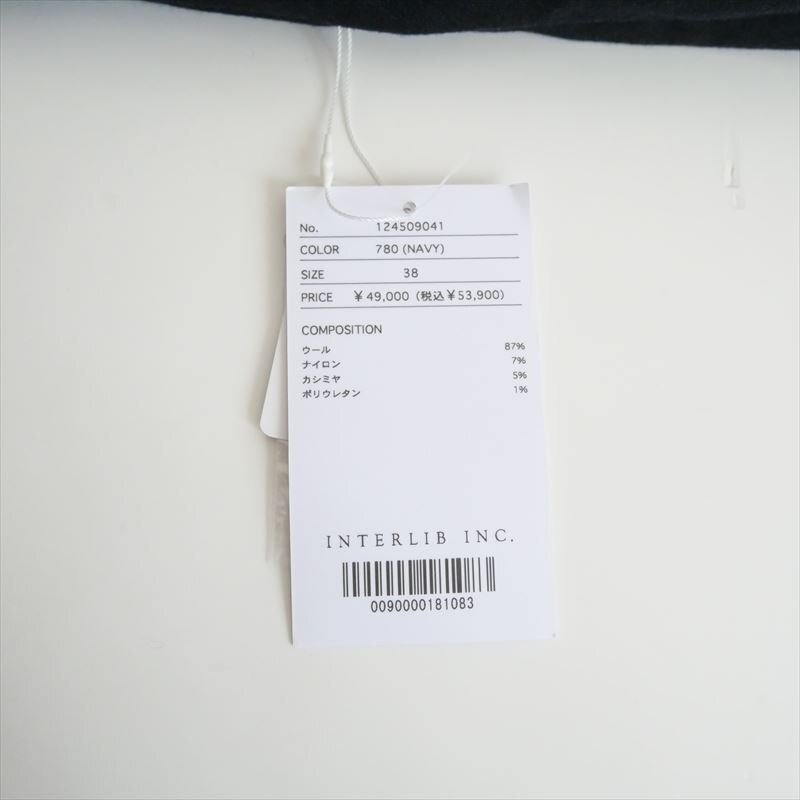 No. 124509041
COLOR 780 (NAVY)
SIZE 38
PRICE ¥49,000 (税込¥53,900)
COMPOSITION
ウール 87%
ナイロン 7%
カシミヤ 5%
ポリウレタン 1%
INTERLIB INC.
0090000181083